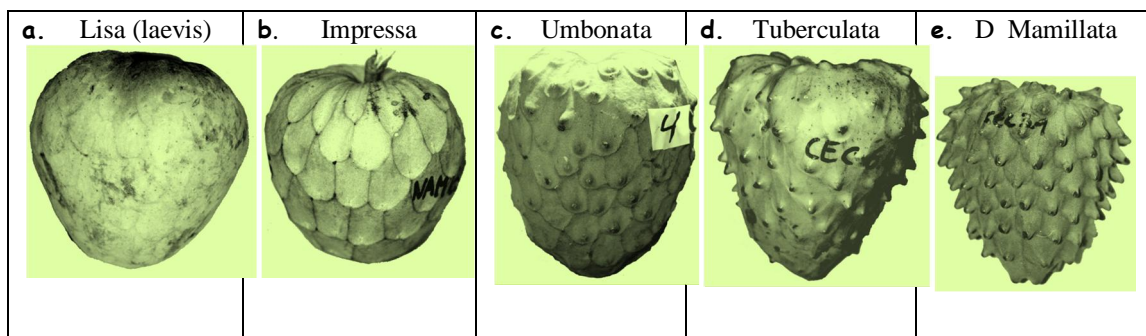 a. Lisa (laevis)
b. Impressa
c. Umbonata
d. Tuberculata
e. D Mamillata
4
CEC